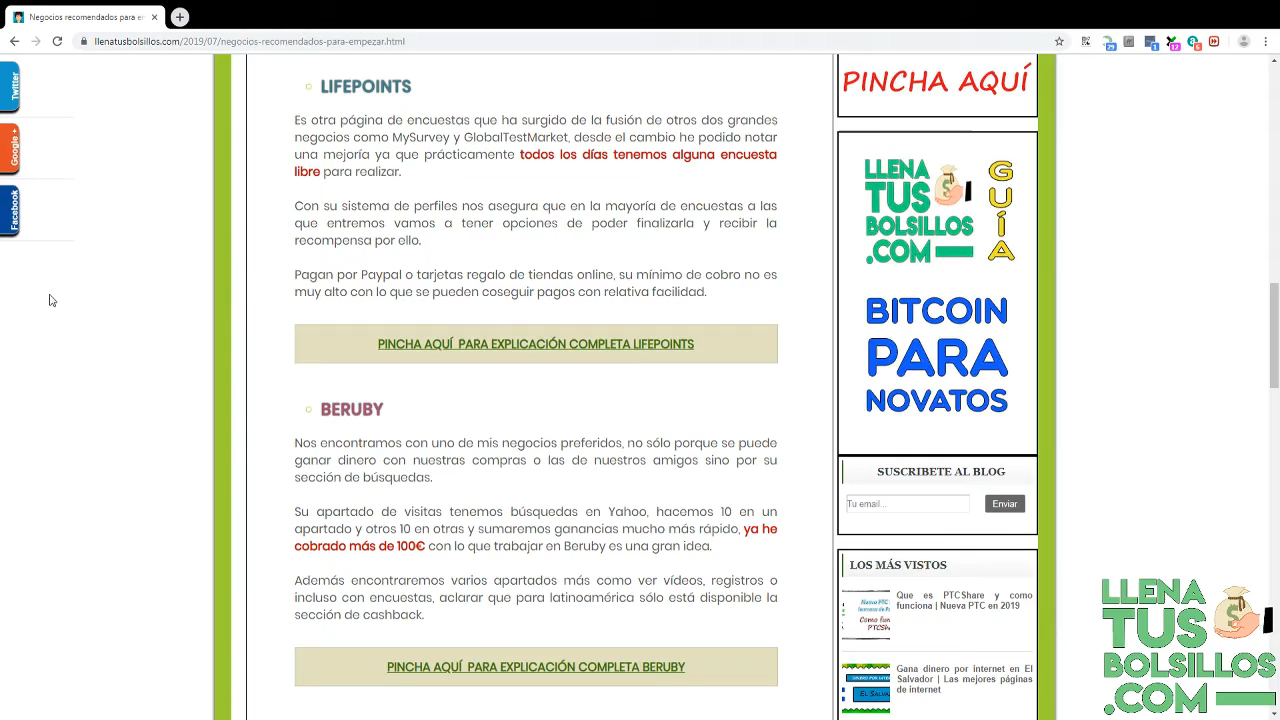 Negocios recomendados para en
llenatusbolsillos.com/2019/07/negocios-recomendados-para-empezar.html
79
1
12
6
Twitter
Google +
Facebook
LIFEPOINTS
Es otra página de encuestas que ha surgido de la fusión de otros dos grandes
negocios como MySurvey y GlobalTestMarket, desde el cambio he podido notar
una mejoría ya que prácticamente todos los días tenemos alguna encuesta
libre para realizar.
Con su sistema de perfiles nos asegura que en la mayoría de encuestas a las
que entremos vamos a tener opciones de poder finalizarla y recibir la
recompensa por ello.
Pagan por Paypal o tarjetas regalo de tiendas online, su mínimo de cobro no es
muy alto con lo que se pueden coseguir pagos con relativa facilidad.
PINCHA AQUÍ PARA EXPLICACIÓN COMPLETA LIFEPOINTS
BERUBY
Nos encontramos con uno de mis negocios preferidos, no sólo porque se puede
ganar dinero con nuestras compras o las de nuestros amigos sino por su
sección de búsquedas.
Su apartado de visitas tenemos búsquedas en Yahoo, hacemos 10 en un
apartado y otros 10 en otras y sumaremos ganancias mucho más rápido, ya he
cobrado más de 100€ con lo que trabajar en Beruby es una gran idea.
Además encontraremos varios apartados más como ver vídeos, registros o
incluso con encuestas, aclarar que para latinoamérica sólo está disponible la
sección de cashback.
PINCHA AQUÍ PARA EXPLICACIÓN COMPLETA BERUBY
PINCHA AQUÍ
LLENA
TUS
BOLSILLOS
.COM
GUÍA
BITCOIN
PARA
NOVATOS
SUSCRIBETE AL BLOG
Tu email...
Enviar
LOS MÁS VISTOS
Que es PTCShare y como
funciona | Nueva PTC en 2019
Gana dinero por internet en El
Salvador | Las mejores páginas
de internet
LLENA
TUS
BOLSILLOS
.COM